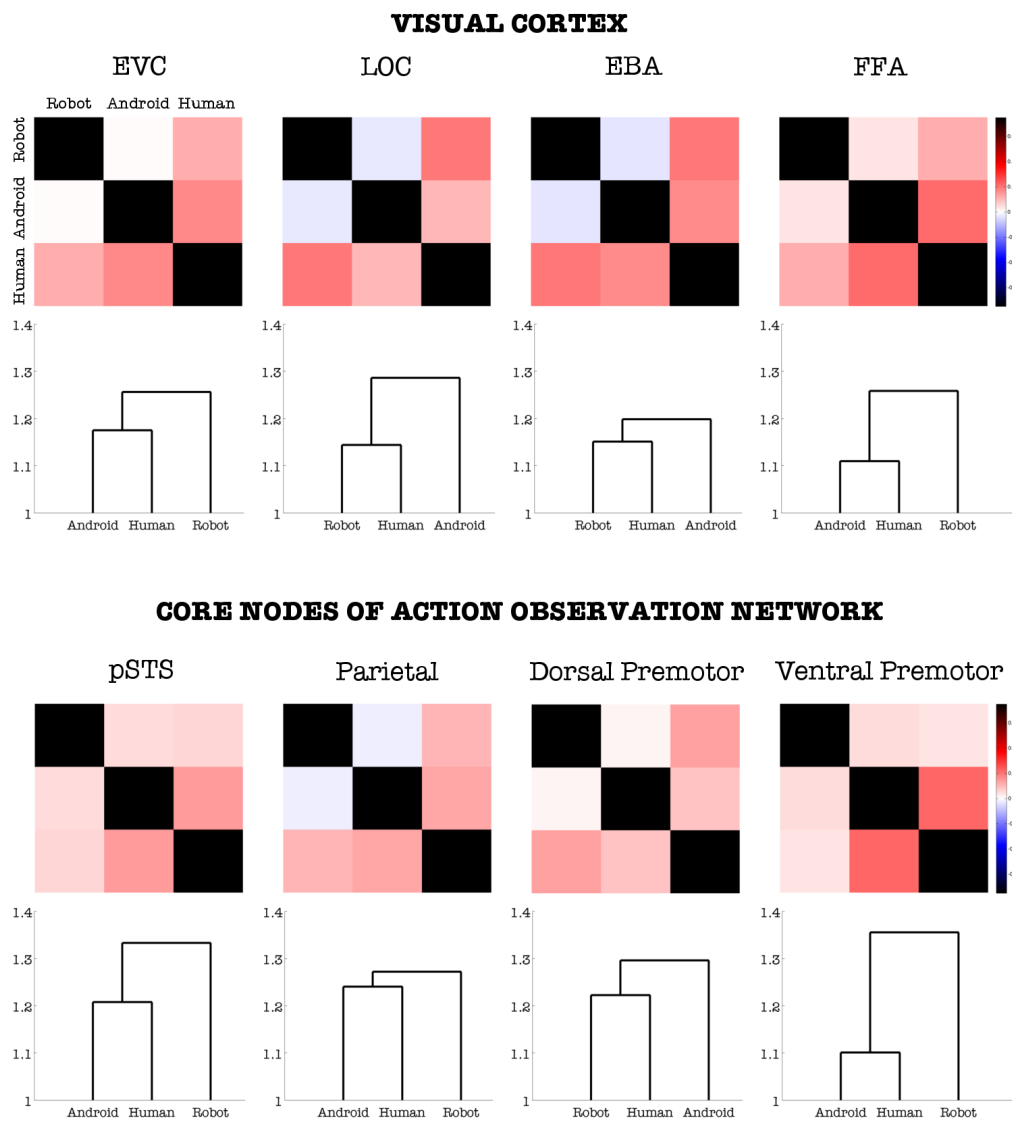 VISUAL CORTEX
EVC LOC EBA FFA
Robot Android Human
Robot
Android
Human
1.4 1.4 1.4 1.4
1.3 1.3 1.3 1.3
1.2 1.2 1.2 1.2
1.1 1.1 1.1 1.1
1 1 1 1
Android Human Robot Robot Human Android Robot Human Android Android Human Robot
CORE NODES OF ACTION OBSERVATION NETWORK
pSTS Parietal Dorsal Premotor Ventral Premotor
1.4 1.4 1.4 1.4
1.3 1.3 1.3 1.3
1.2 1.2 1.2 1.2
1.1 1.1 1.1 1.1
1 1 1 1
Android Human Robot Android Human Robot Robot Human Android Android Human Robot